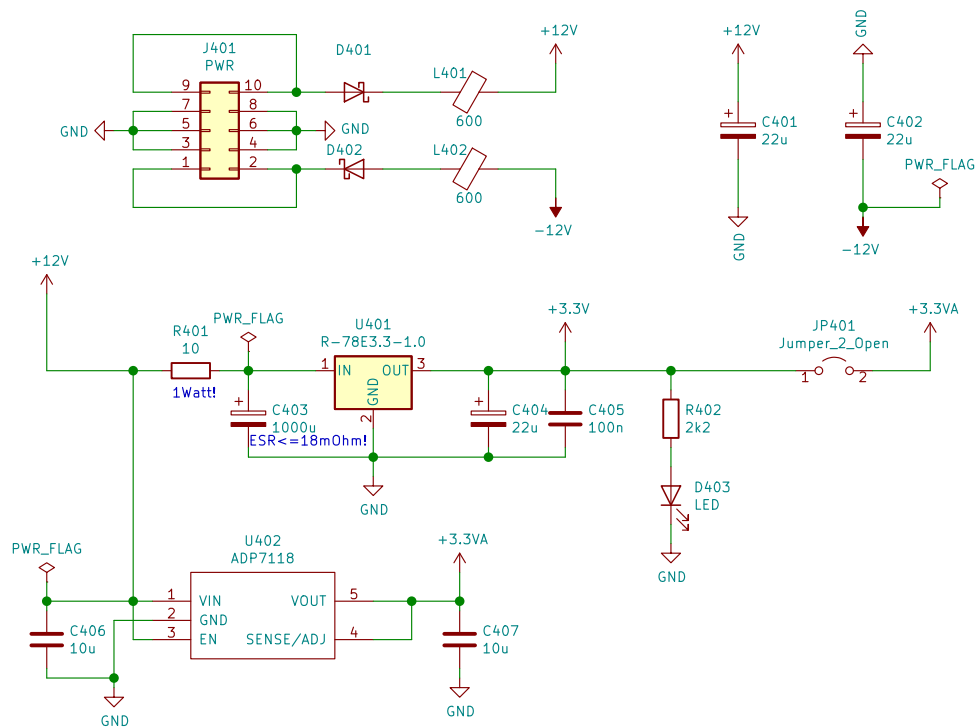 J401
PWR
9
10
7
8
5
6
3
4
1
2
GND
GND
D401
L401
600
+12V
D402
L402
600
-12V
+12V
C401
22u
GND
GND
C402
22u
PWR_FLAG
-12V
+12V
R401
10
1Watt!
PWR_FLAG
C403
1000u
ESR<=18mOhm!
U401
R-78E3.3-1.0
1
IN
OUT
3
GND
2
GND
+3.3V
C404
22u
C405
100n
R402
2k2
D403
LED
GND
JP401
Jumper_2_Open
1
2
+3.3VA
PWR_FLAG
C406
10u
GND
U402
ADP7118
1
VIN
2
GND
3
EN
VOUT
5
SENSE/ADJ
4
+3.3VA
C407
10u
GND